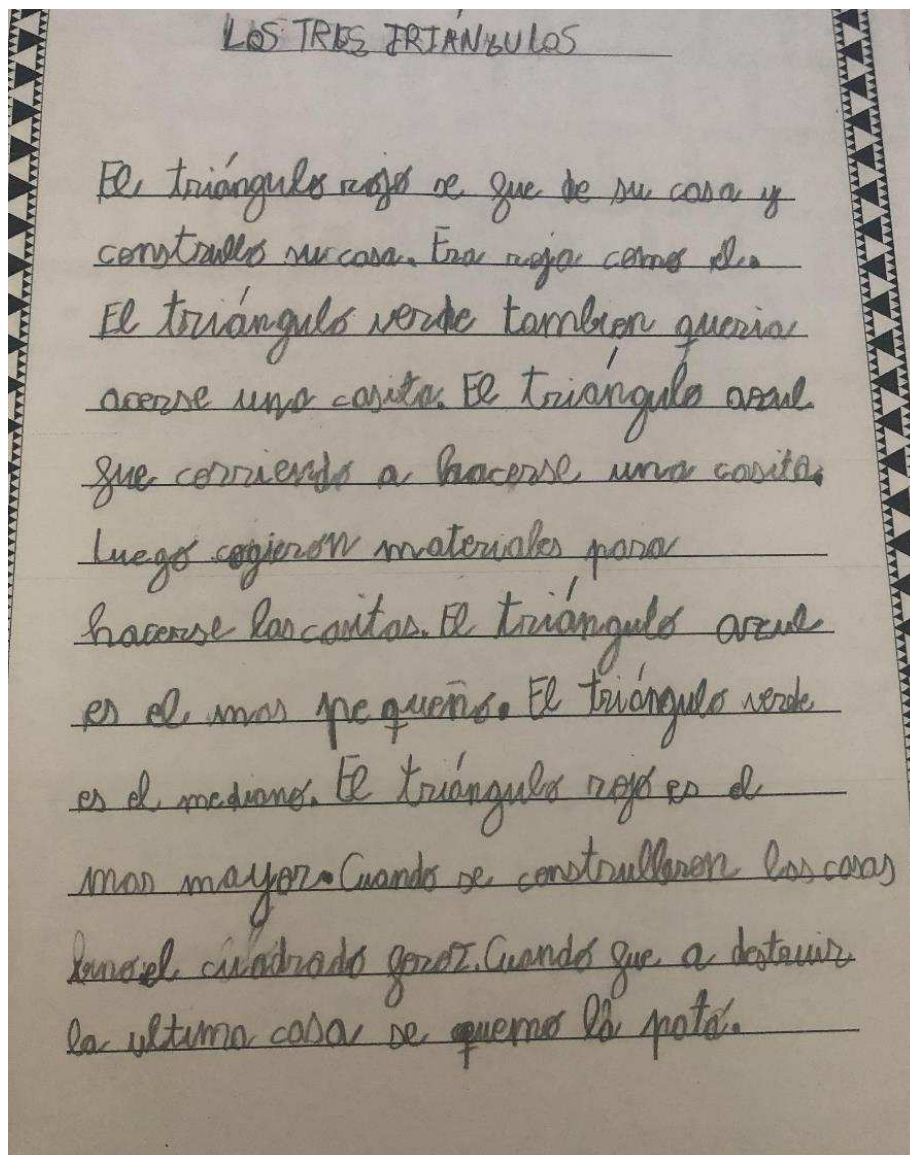 LOS TRES TRIÁNGULOS
El triángulo rojo se fue de su casa y
construllo su casa. Era roja como el.
El triángulo verde tambien queria
acerse una casita. El triángulo azul
fue corriendo a hacerse una casita.
Luego cogieron materiales para
hacerse las casitas. El triángulo azul
es el mas pequeño. El triángulo verde
es el mediano. El triángulo rojo es el
mas mayor. Cuando se construlleron las casas
el cuadrado feroz. Cuando fue a destruir
la ultima casa se quemo la pata.